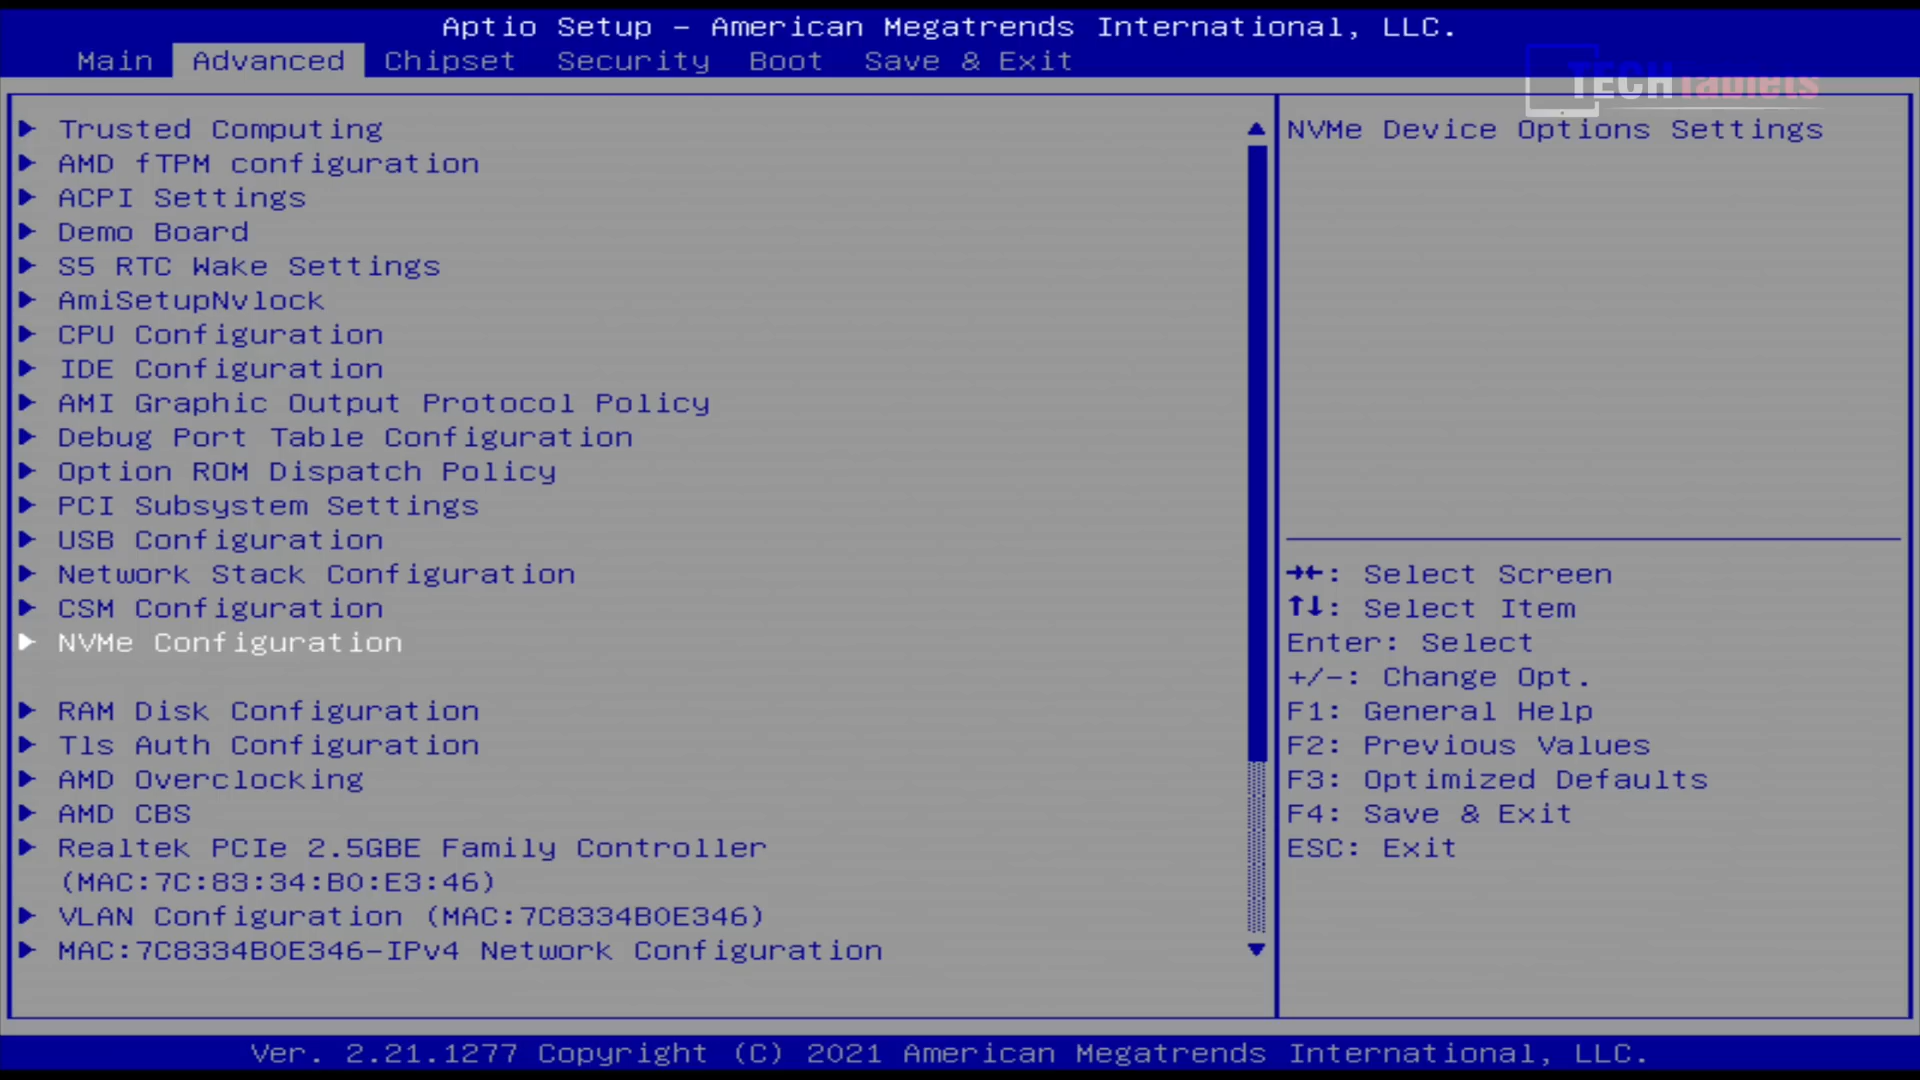 Aptio Setup - American Megatrends International, LLC.
Main Advanced Chipset Security Boot Save & Exit
TECHTablets
Trusted Computing
AMD fTPM configuration
ACPI Settings
Demo Board
S5 RTC Wake Settings
AmiSetupNvlock
CPU Configuration
IDE Configuration
AMI Graphic Output Protocol Policy
Debug Port Table Configuration
Option ROM Dispatch Policy
PCI Subsystem Settings
USB Configuration
Network Stack Configuration
CSM Configuration
NVMe Configuration
RAM Disk Configuration
Tls Auth Configuration
AMD Overclocking
AMD CBS
Realtek PCIe 2.5GBE Family Controller
(MAC:7C:83:34:B0:E3:46)
VLAN Configuration (MAC:7C8334B0E346)
MAC:7C8334B0E346-IPv4 Network Configuration
NVMe Device Options Settings
→←: Select Screen
↑↓: Select Item
Enter: Select
+/-: Change Opt.
F1: General Help
F2: Previous Values
F3: Optimized Defaults
F4: Save & Exit
ESC: Exit
Ver. 2.21.1277 Copyright (C) 2021 American Megatrends International, LLC.